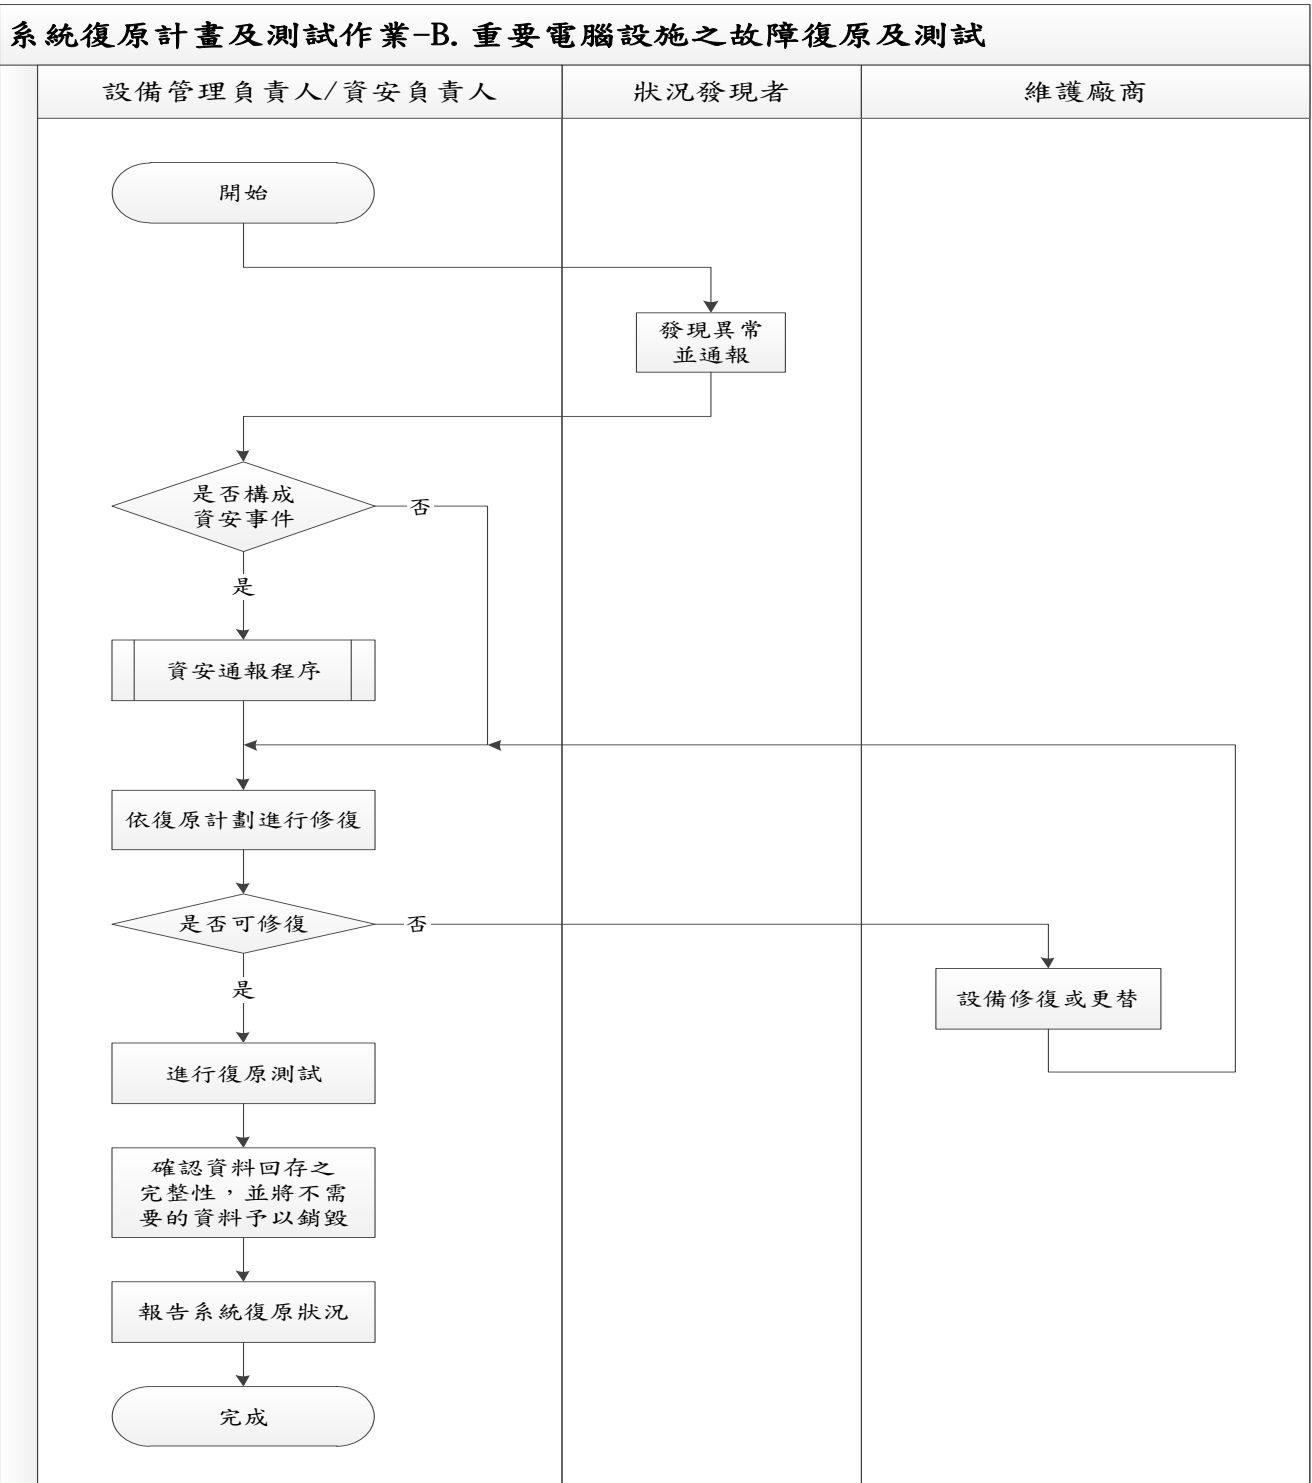 系統復原計畫及測試作業-B.重要電腦設施之故障復原及測試
設備管理負責人/資安負責人
狀況發現者
維護廠商
開始
發現異常
並通報
是否構成
資安事件
否
是
資安通報程序
依復原計劃進行修復
是否可修復
否
是
設備修復或更替
進行復原測試
確認資料回存之
完整性，並將不需
要的資料予以銷毀
報告系統復原狀況
完成